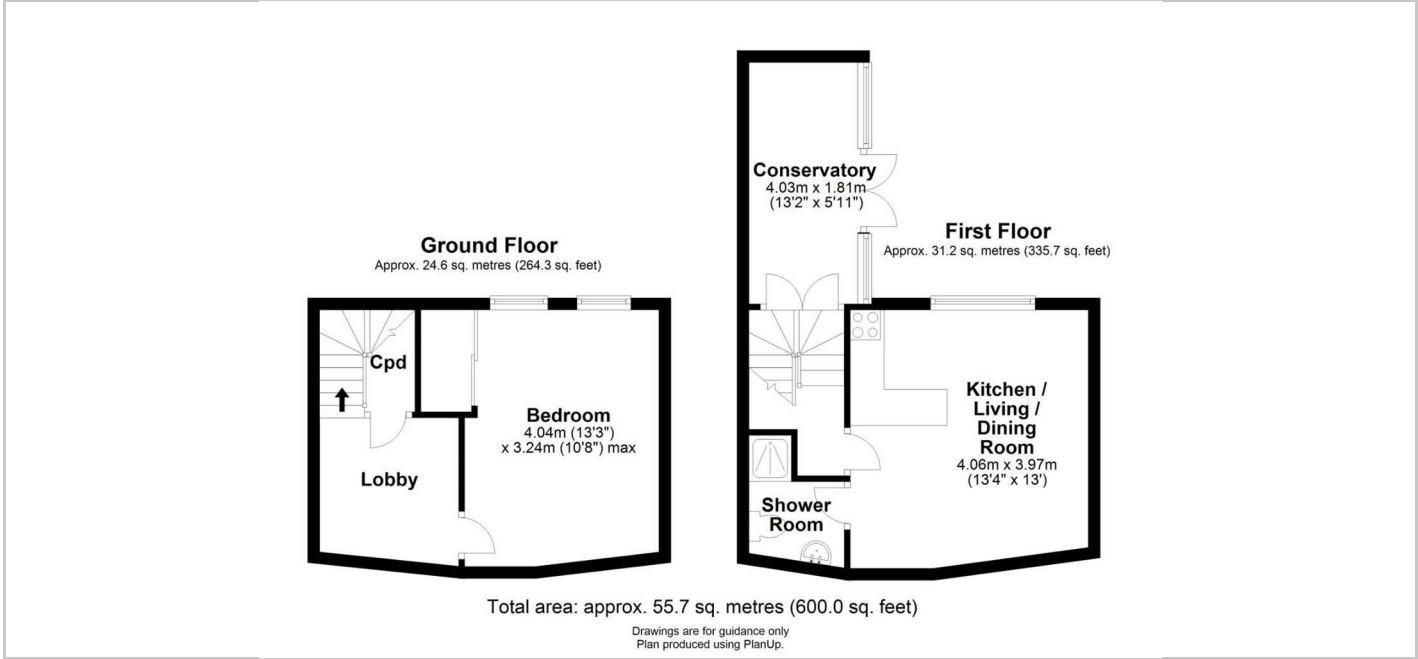 Ground Floor
Approx. 24.6 sq. metres (264.3 sq. feet)
Cpd
Bedroom
4.04m (13'3")
x 3.24m (10'8") max
Lobby
Conservatory
4.03m x 1.81m
(13'2" x 5'11")
First Floor
Approx. 31.2 sq. metres (335.7 sq. feet)
Kitchen /
Living /
Dining
Room
4.06m x 3.97m
(13'4" x 13')
Shower
Room
Total area: approx. 55.7 sq. metres (600.0 sq. feet)
Drawings are for guidance only
Plan produced using PlanUp.